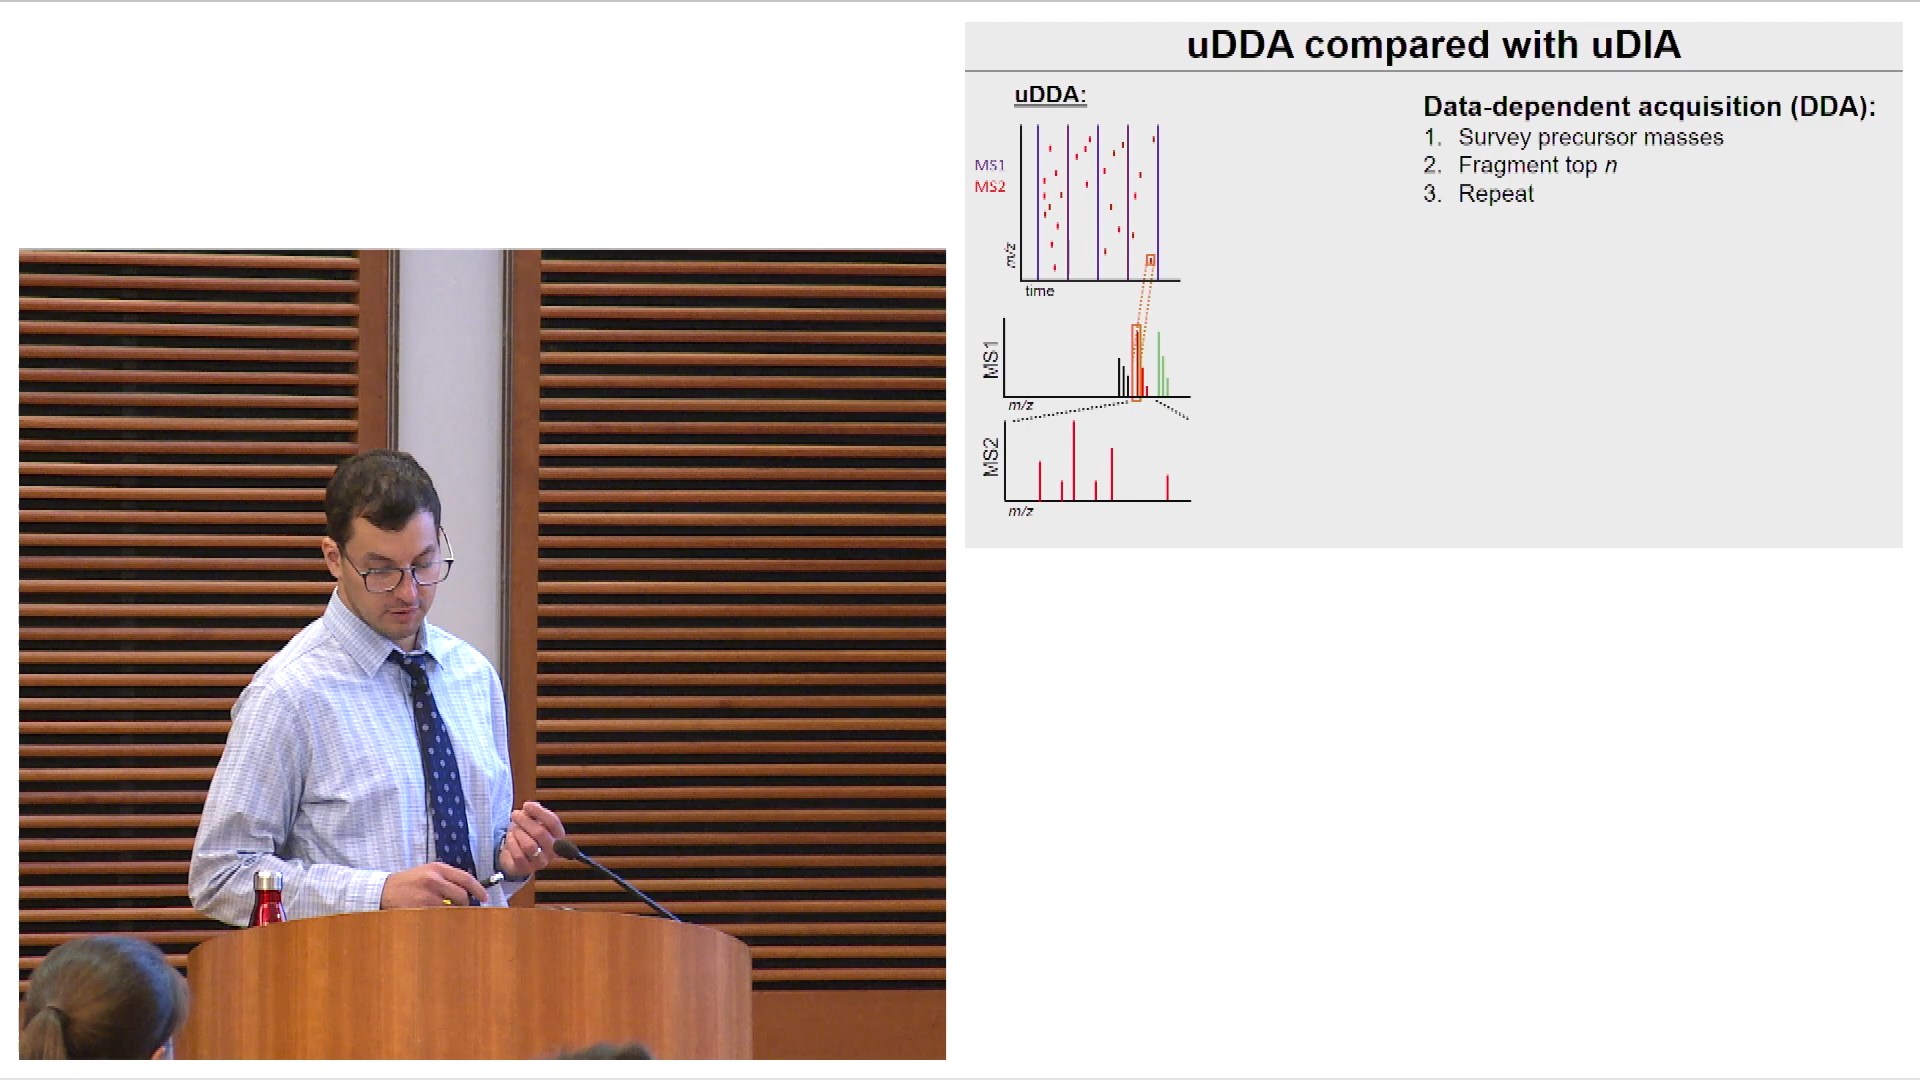 uDDA compared with uDIA
uDDA:
MS1
MS2
m/z
time
MS1
m/z
MS2
m/z
Data-dependent acquisition (DDA):
1. Survey precursor masses
2. Fragment top n
3. Repeat